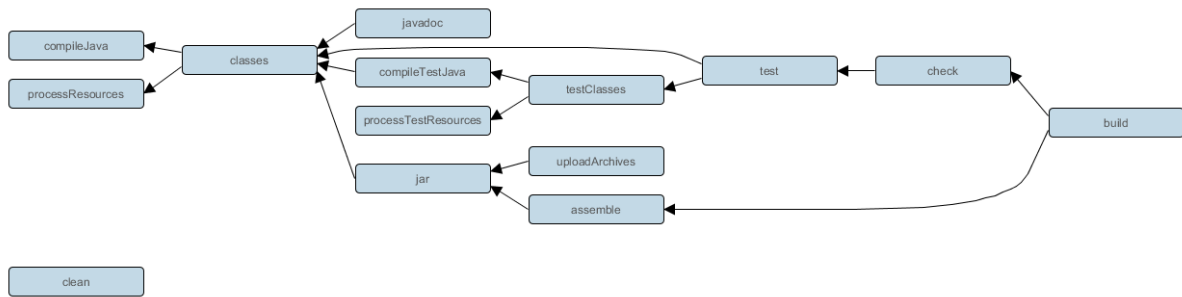 compileJava
processResources
classes
javadoc
compileTestJava
processTestResources
jar
testClasses
uploadArchives
assemble
test
check
build
clean